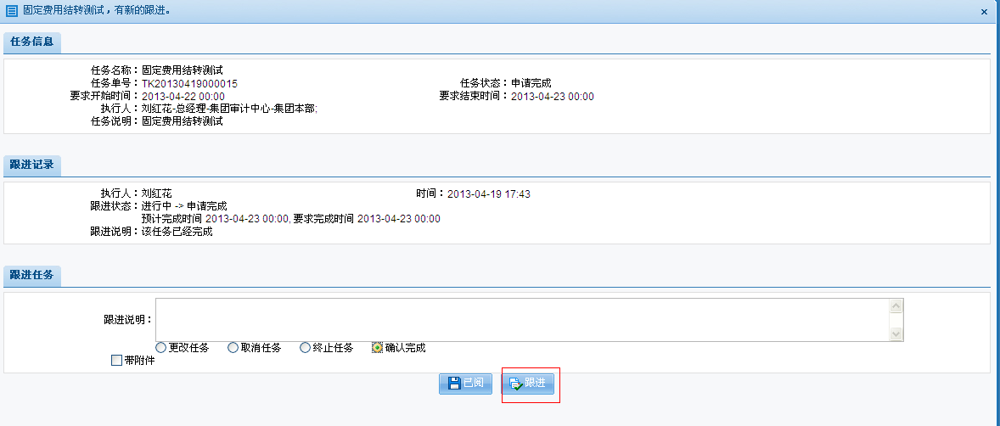 固定费用结转测试，有新的跟进。
任务信息
任务名称：固定费用结转测试
任务单号：TK20130419000015 任务状态：申请完成
要求开始时间：2013-04-22 00:00 要求结束时间：2013-04-23 00:00
执行人：刘红花-总经理-集团审计中心-集团本部;
任务说明：固定费用结转测试
跟进记录
执行人：刘红花 时间：2013-04-19 17:43
跟进状态：进行中 -> 申请完成
预计完成时间 2013-04-23 00:00, 要求完成时间 2013-04-23 00:00
跟进说明：该任务已经完成
跟进任务
跟进说明：
更改任务 取消任务 终止任务 确认完成
带附件
已阅 跟进